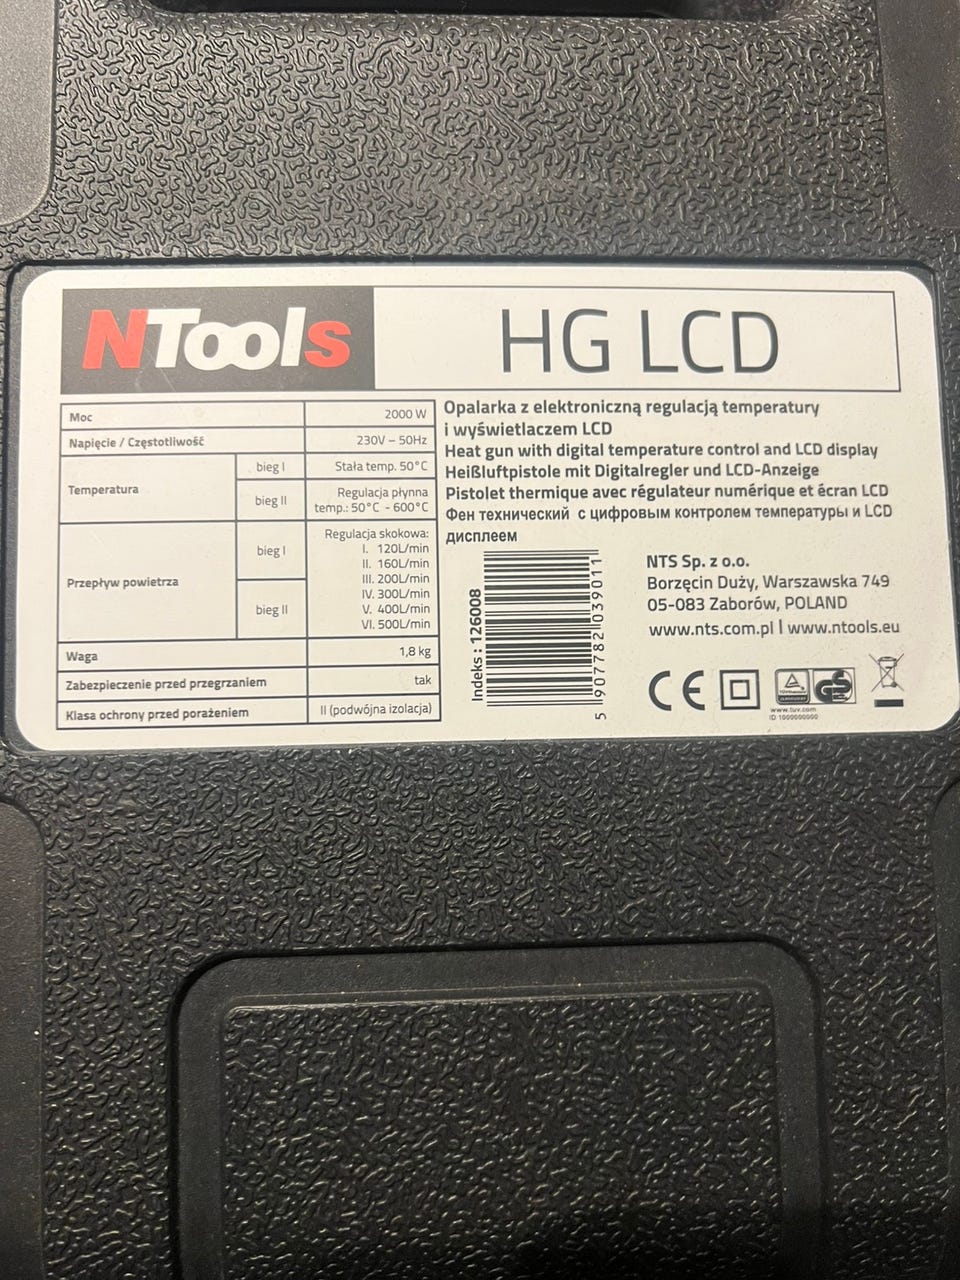 NTools
HG LCD
Moc 2000 W
Napięcie / Częstotliwość 230V – 50Hz
Temperatura
bieg I Stała temp. 50°C
bieg II Regulacja płynna
temp.: 50°C - 600°C
Przepływ powietrza
bieg I
bieg II
Regulacja skokowa:
I. 120L/min
II. 160L/min
III. 200L/min
IV. 300L/min
V. 400L/min
VI. 500L/min
Waga 1,8 kg
Zabezpieczenie przed przegrzaniem tak
Klasa ochrony przed porażeniem II (podwójna izolacja)
Opalarka z elektroniczną regulacją temperatury
i wyświetlaczem LCD
Heat gun with digital temperature control and LCD display
Heißluftpistole mit Digitalregler und LCD-Anzeige
Pistolet thermique avec régulateur numérique et écran LCD
Фен технический с цифровым контролем температуры и LCD
дисплеем
Indeks : 126008
5 907782 039011
NTS Sp. z o.o.
Borzęcin Duży, Warszawska 749
05-083 Zaborów, POLAND
www.nts.com.pl | www.ntools.eu
CE
GS
www.tuv.com
ID 1000000000